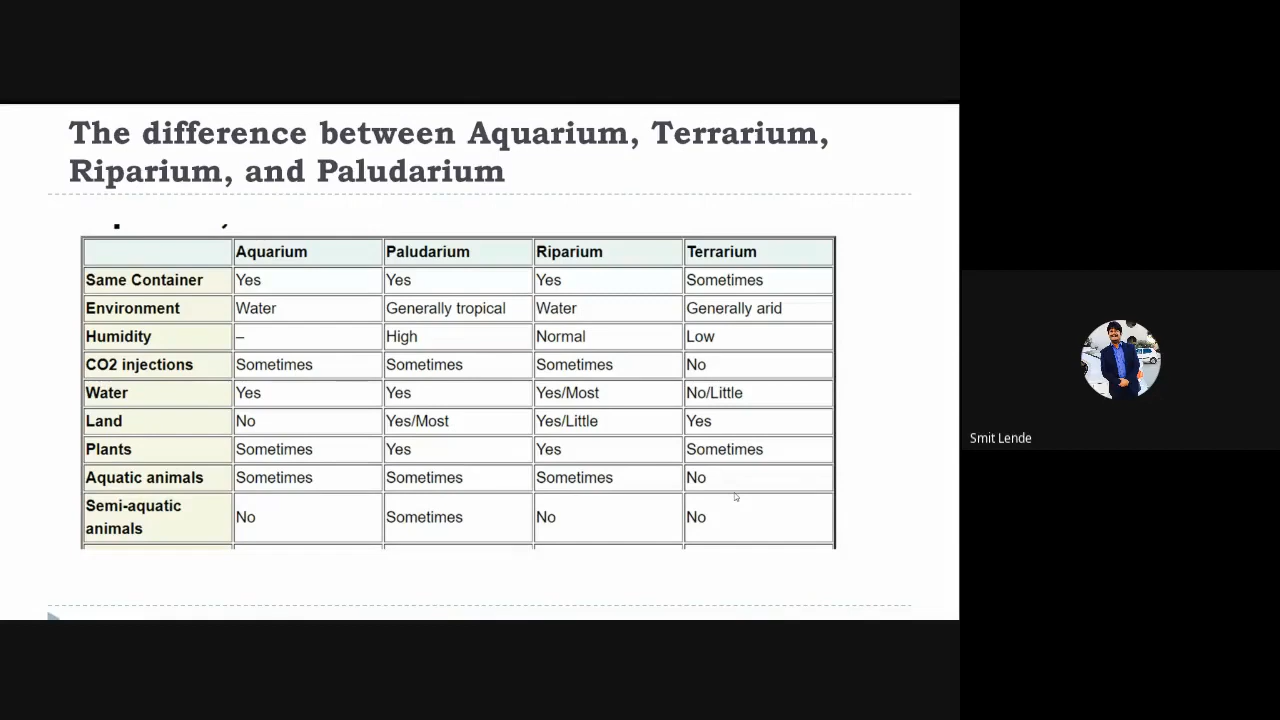 The difference between Aquarium, Terrarium,
Riparium, and Paludarium
Aquarium Paludarium Riparium Terrarium
Same Container Yes Yes Yes Sometimes
Environment Water Generally tropical Water Generally arid
Humidity – High Normal Low
CO2 injections Sometimes Sometimes Sometimes No
Water Yes Yes Yes/Most No/Little
Land No Yes/Most Yes/Little Yes
Plants Sometimes Yes Yes Sometimes
Aquatic animals Sometimes Sometimes Sometimes No
Semi-aquatic
animals No Sometimes No No
Smit Lende